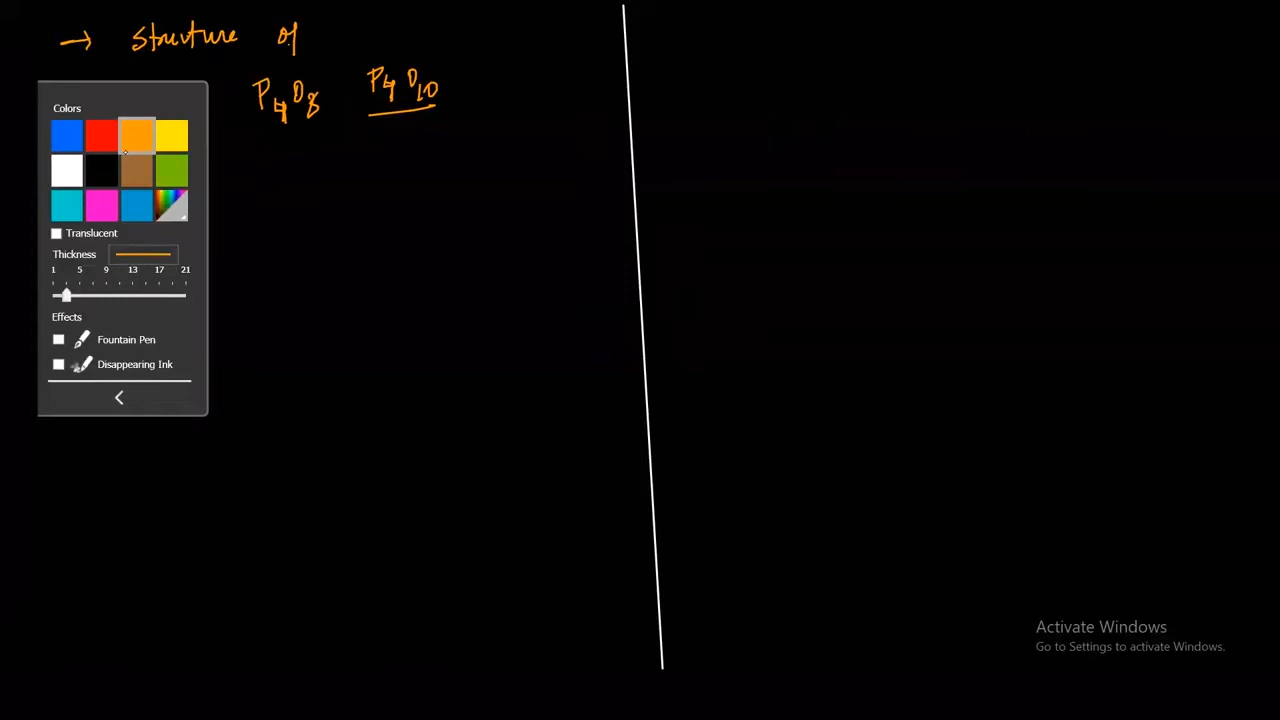 → Struture of
P4O8 P4O10
Colors
Translucent
Thickness
1 5 9 13 17 21
Effects
Fountain Pen
Disappearing Ink
Activate Windows
Go to Settings to activate Windows.